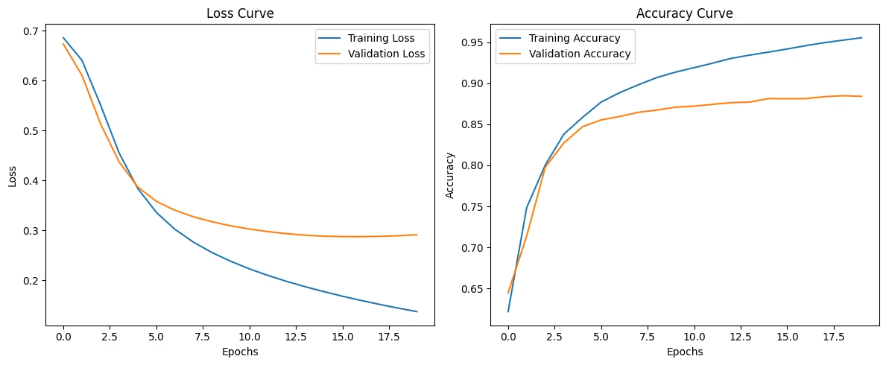 Loss Curve
Training Loss
Validation Loss
0.7
0.6
0.5
0.4
0.3
0.2
Loss
0.0 2.5 5.0 7.5 10.0 12.5 15.0 17.5
Epochs
Accuracy Curve
Training Accuracy
Validation Accuracy
0.95
0.90
0.85
0.80
0.75
0.70
0.65
Accuracy
0.0 2.5 5.0 7.5 10.0 12.5 15.0 17.5
Epochs